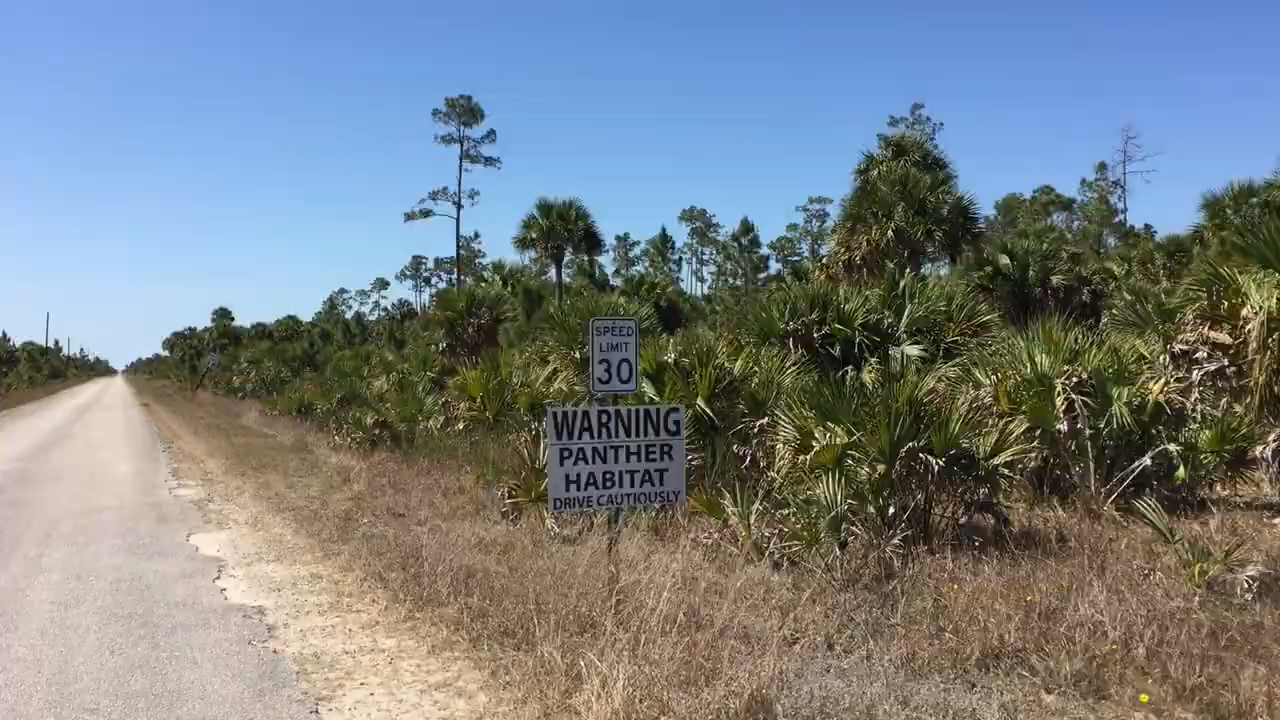 SPEED
LIMIT
30
WARNING
PANTHER
HABITAT
DRIVE CAUTIOUSLY